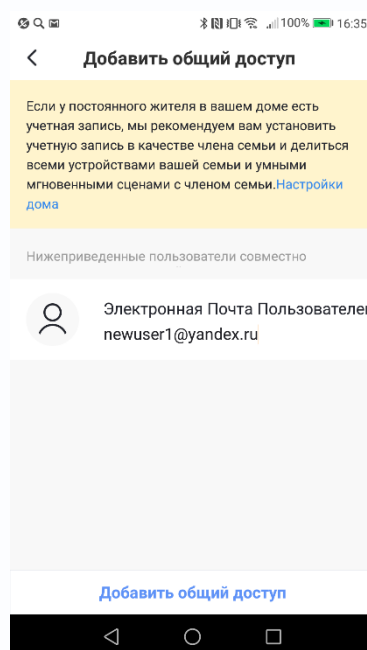 100% 16:35
Добавить общий доступ
Если у постоянного жителя в вашем доме есть
учетная запись, мы рекомендуем вам установить
учетную запись в качестве члена семьи и делиться
всеми устройствами вашей семьи и умными
мгновенными сценами с членом семьи.Настройки
дома
Нижеприведенные пользователи совместно
Электронная Почта Пользователе
newuser1@yandex.ru
Добавить общий доступ